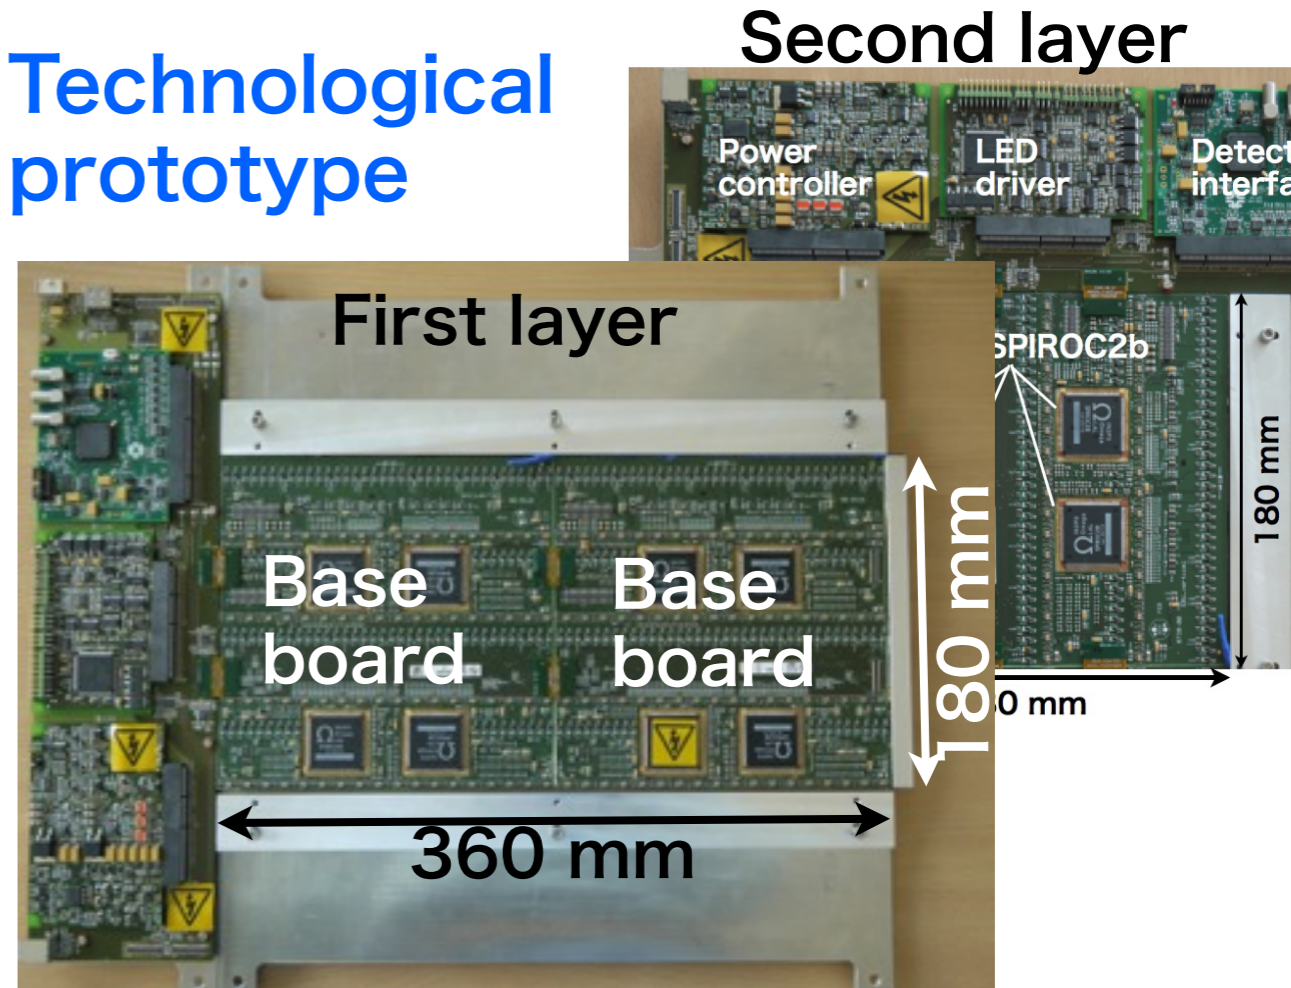 Technological
prototype
Second layer
Power
controller
LED
driver
Detect
interfa
First layer
SPIROC2b
180 mm
Base
board
Base
board
180 mm
0 mm
360 mm